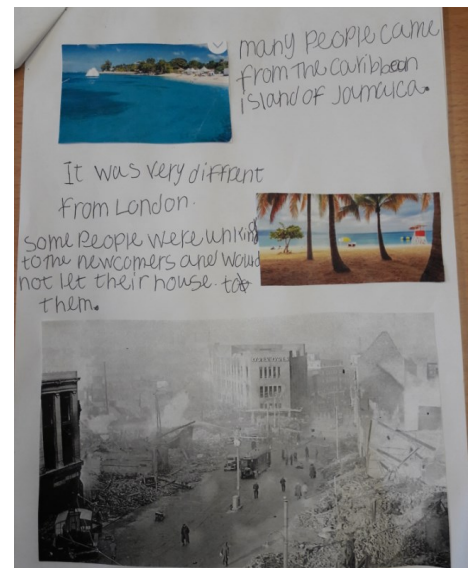 many People came
from The caribbean
island of Jamaica.
It was very diffrent
from London.
some People were unkind
to the newcomers and would
not let their house to
them.